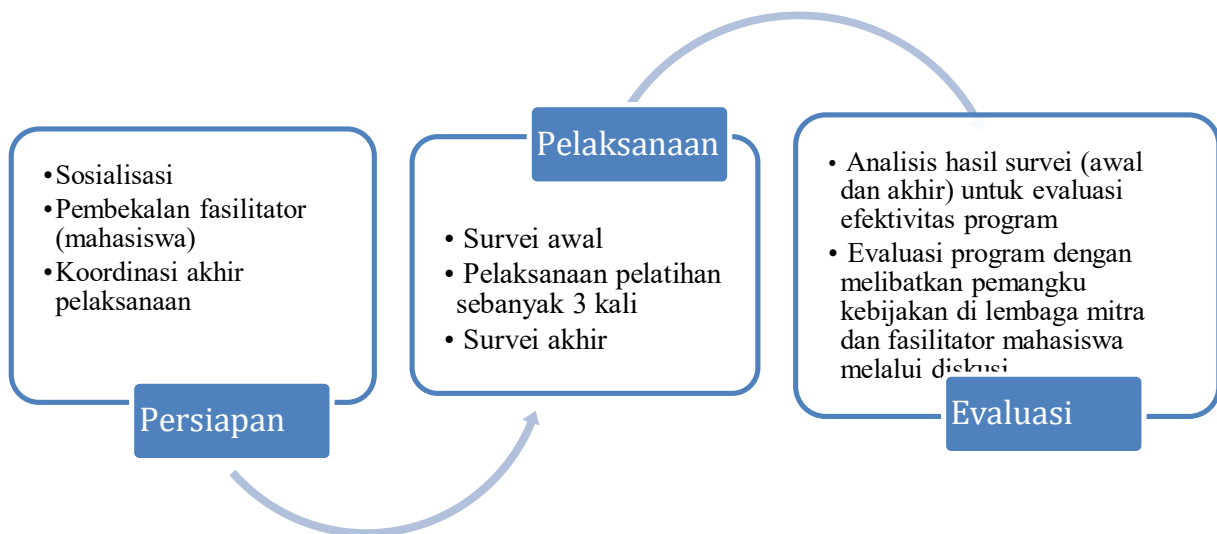 •Sosialisasi
•Pembekalan fasilitator
(mahasiswa)
•Koordinasi akhir
pelaksanaan
Persiapan
Pelaksanaan
• Survei awal
• Pelaksanaan pelatihan
sebanyak 3 kali
• Survei akhir
• Analisis hasil survei (awal
dan akhir) untuk evaluasi
efektivitas program
• Evaluasi program dengan
melibatkan pemangku
kebijakan di lembaga mitra
dan fasilitator mahasiswa
melalui diskusi
Evaluasi